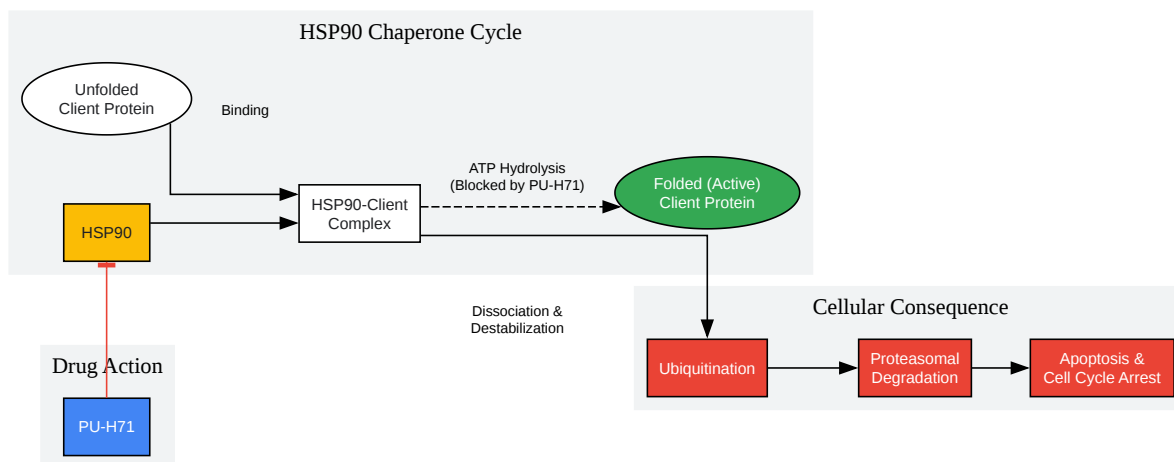 HSP90 Chaperone Cycle
Unfolded
Client Protein
Binding
ATP Hydrolysis
(Blocked by PU-H71)
Folded (Active)
Client Protein
HSP90-Client
Complex
HSP90
Dissociation &
Destabilization
Cellular Consequence
Ubiquitination
Proteasomal
Degradation
Apoptosis &
Cell Cycle Arrest
Drug Action
PU-H71